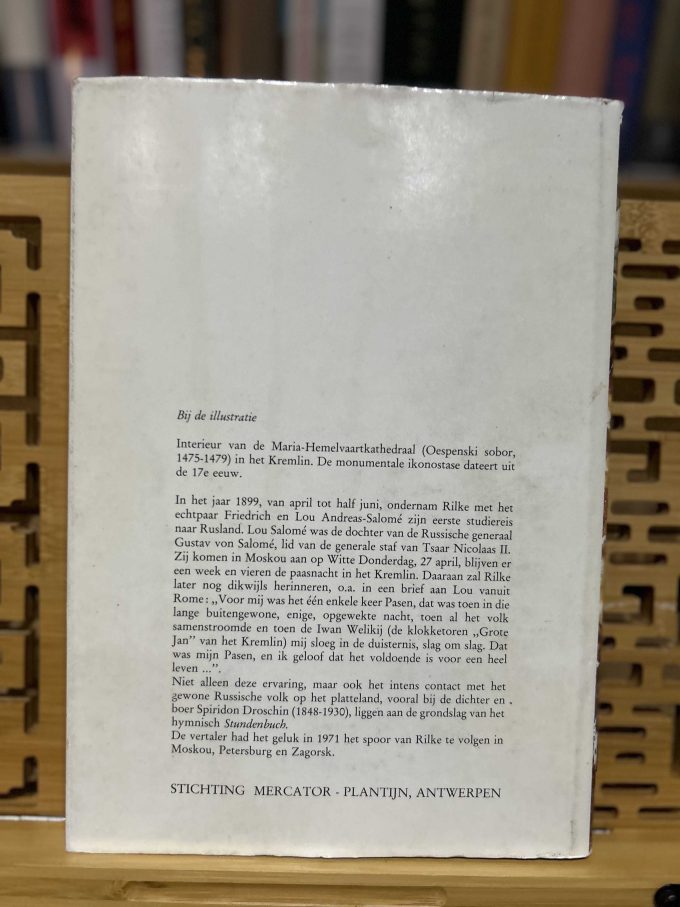 Bij de illustratie
Interieur van de Maria-Hemelvaartkathedraal (Oespenski sobor,
1475-1479) in het Kremlin. De monumentale ikonostase dateert uit
de 17e eeuw.
In het jaar 1899, van april tot half juni, ondernam Rilke met het
echtpaar Friedrich en Lou Andreas-Salomé zijn eerste studiereis
naar Rusland. Lou Salomé was de dochter van de Russische generaal
Gustav von Salomé, lid van de generale staf van Tsaar Nicolaas II.
Zij komen in Moskou aan op Witte Donderdag, 27 april, blijven er
een week en vieren de paasnacht in het Kremlin. Daaraan zal Rilke
later nog dikwijls herinneren, o.a. in een brief aan Lou vanuit
Rome: „Voor mij was het één enkele keer Pasen, dat was toen in die
lange buitengewone, enige, opgewekte nacht, toen al het volk
samenstroomde en toen de Iwan Welikij (de klokketoren „Grote
Jan” van het Kremlin) mij sloeg in de duisternis, slag om slag. Dat
was mijn Pasen, en ik geloof dat het voldoende is voor een heel
leven ...”.
Niet alleen deze ervaring, maar ook het intens contact met het
gewone Russische volk op het platteland, vooral bij de dichter en
boer Spiridon Droschin (1848-1930), liggen aan de grondslag van het
hymnisch Stundenbuch.
De vertaler had het geluk in 1971 het spoor van Rilke te volgen in
Moskou, Petersburg en Zagorsk.
STICHTING MERCATOR - PLANTIJN, ANTWERPEN